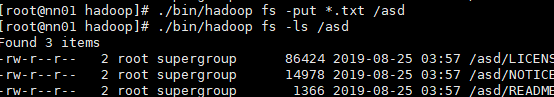 [root@nn01 hadoop]# ./bin/hadoop fs -put *.txt /asd
[root@nn01 hadoop]# ./bin/hadoop fs -ls /asd
Found 3 items
-rw-r--r--   2 root supergroup      86424 2019-08-25 03:57 /asd/LICENS
-rw-r--r--   2 root supergroup      14978 2019-08-25 03:57 /asd/NOTICE
-rw-r--r--   2 root supergroup       1366 2019-08-25 03:57 /asd/README